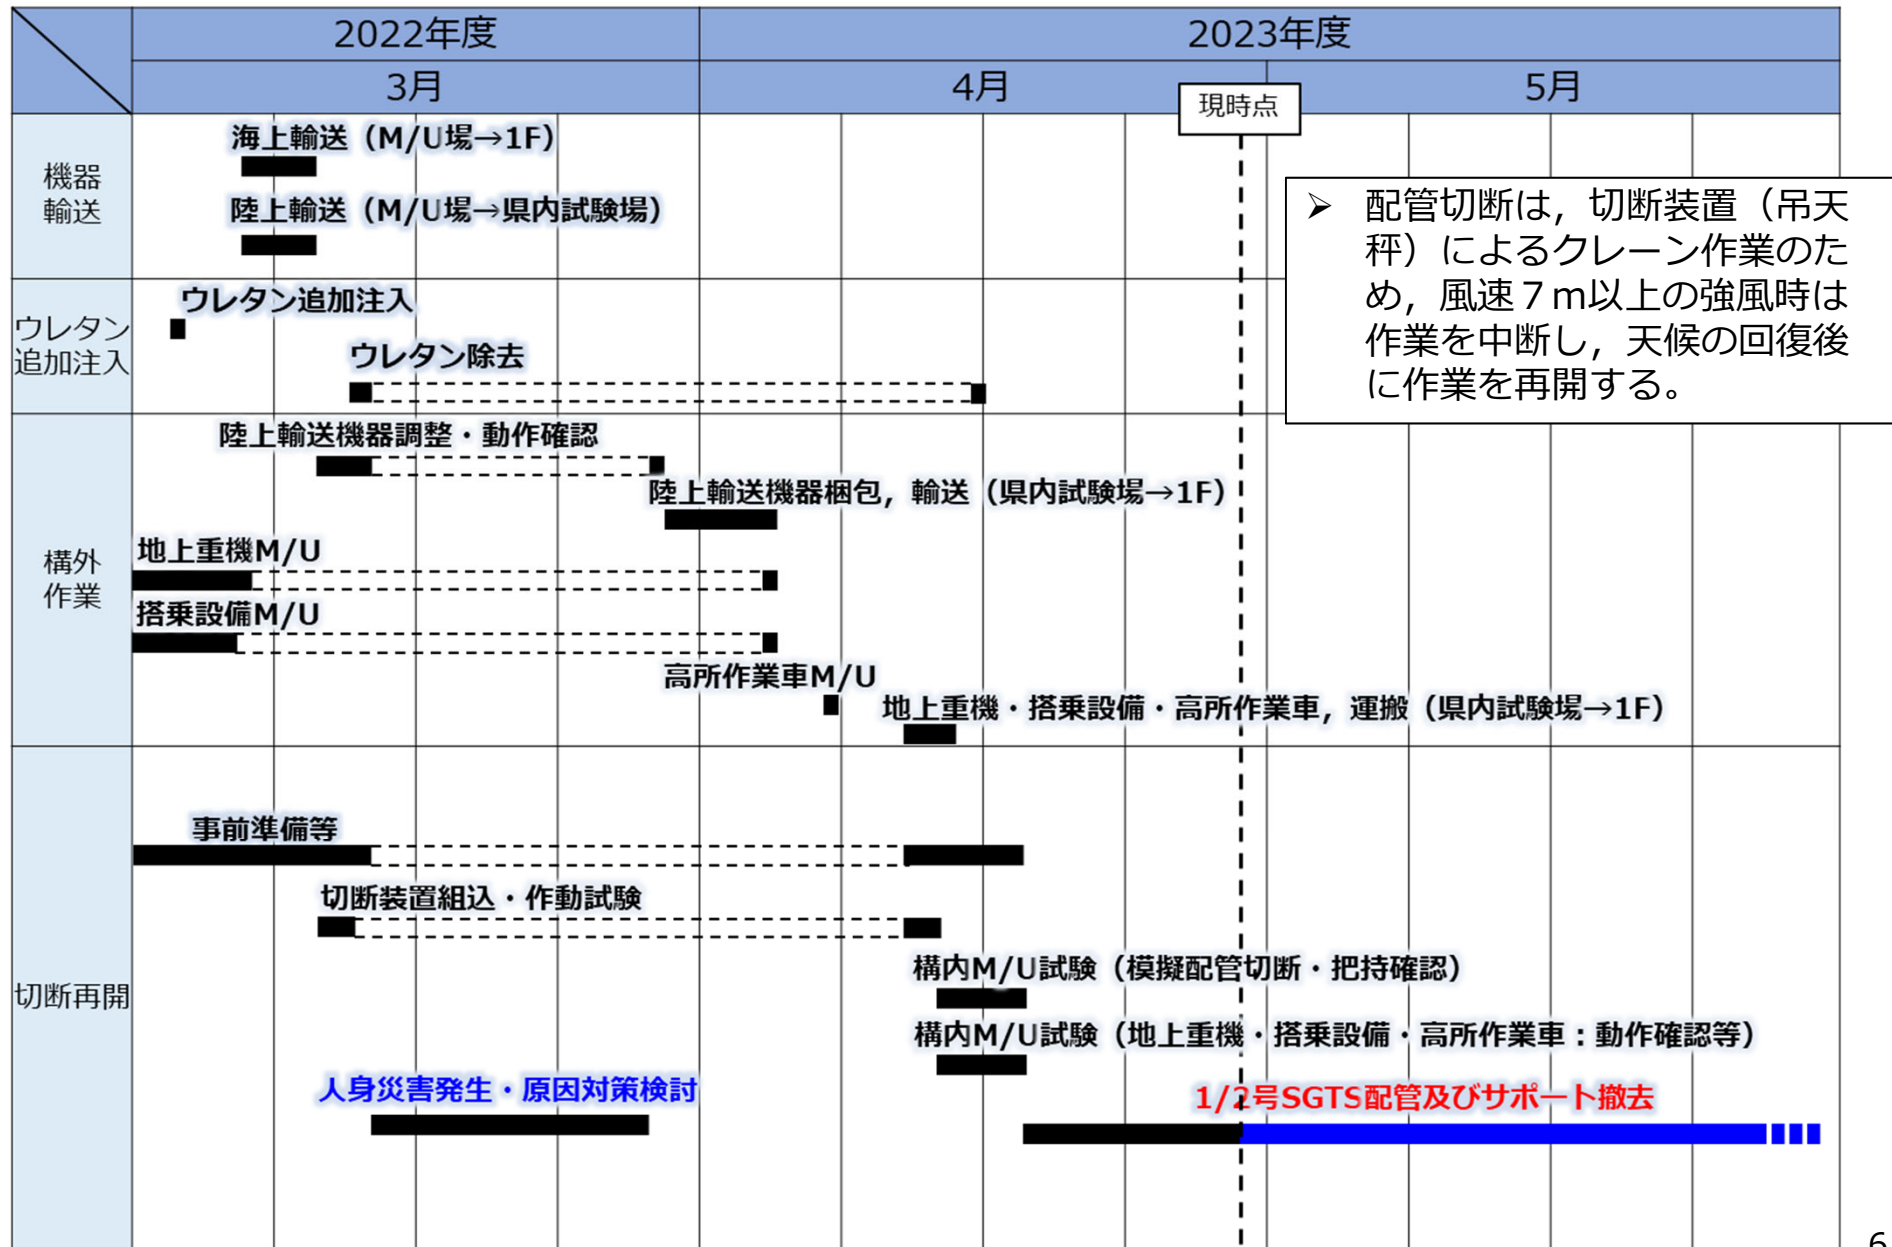 2022年度
2023年度
3月
4月
5月
現時点
機器
輸送
海上輸送（M/U場→1F）
陸上輸送（M/U場→県内試験場）
➢ 配管切断は，切断装置（吊天
秤）によるクレーン作業のた
め，風速７m以上の強風時は
作業を中断し，天候の回復後
に作業を再開する。
ウレタン
追加注入
ウレタン追加注入
ウレタン除去
構外
作業
陸上輸送機器調整・動作確認
陸上輸送機器梱包，輸送（県内試験場→1F）
地上重機M/U
搭乗設備M/U
高所作業車M/U
地上重機・搭乗設備・高所作業車，運搬（県内試験場→1F）
切断再開
事前準備等
切断装置組込・作動試験
構内M/U試験（模擬配管切断・把持確認）
構内M/U試験（地上重機・搭乗設備・高所作業車：動作確認等）
人身災害発生・原因対策検討
1/2号SGTS配管及びサポート撤去
6